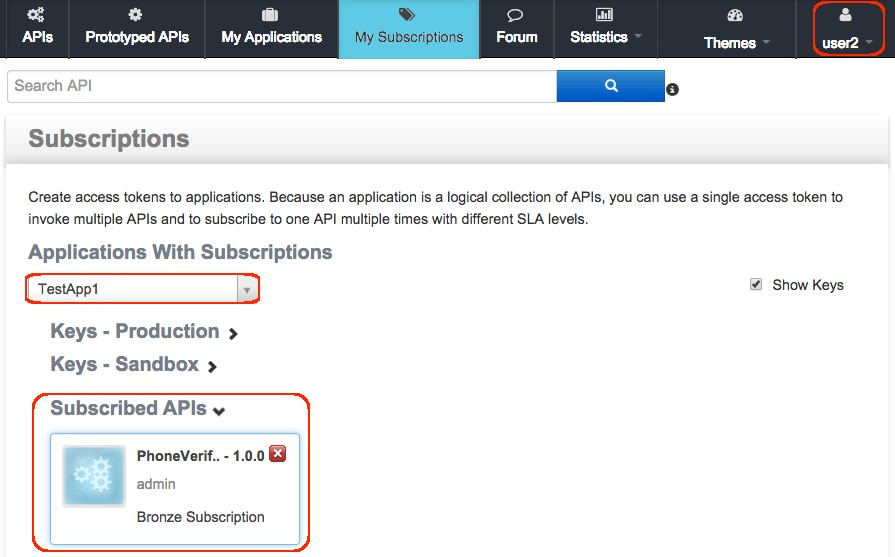 APIs Prototyped APIs My Applications My Subscriptions Forum Statistics Themes user2
Search API
Subscriptions
Create access tokens to applications. Because an application is a logical collection of APIs, you can use a single access token to
invoke multiple APIs and to subscribe to one API multiple times with different SLA levels.
Applications With Subscriptions
TestApp1
Show Keys
Keys - Production
Keys - Sandbox
Subscribed APIs
PhoneVerif.. - 1.0.0
admin
Bronze Subscription